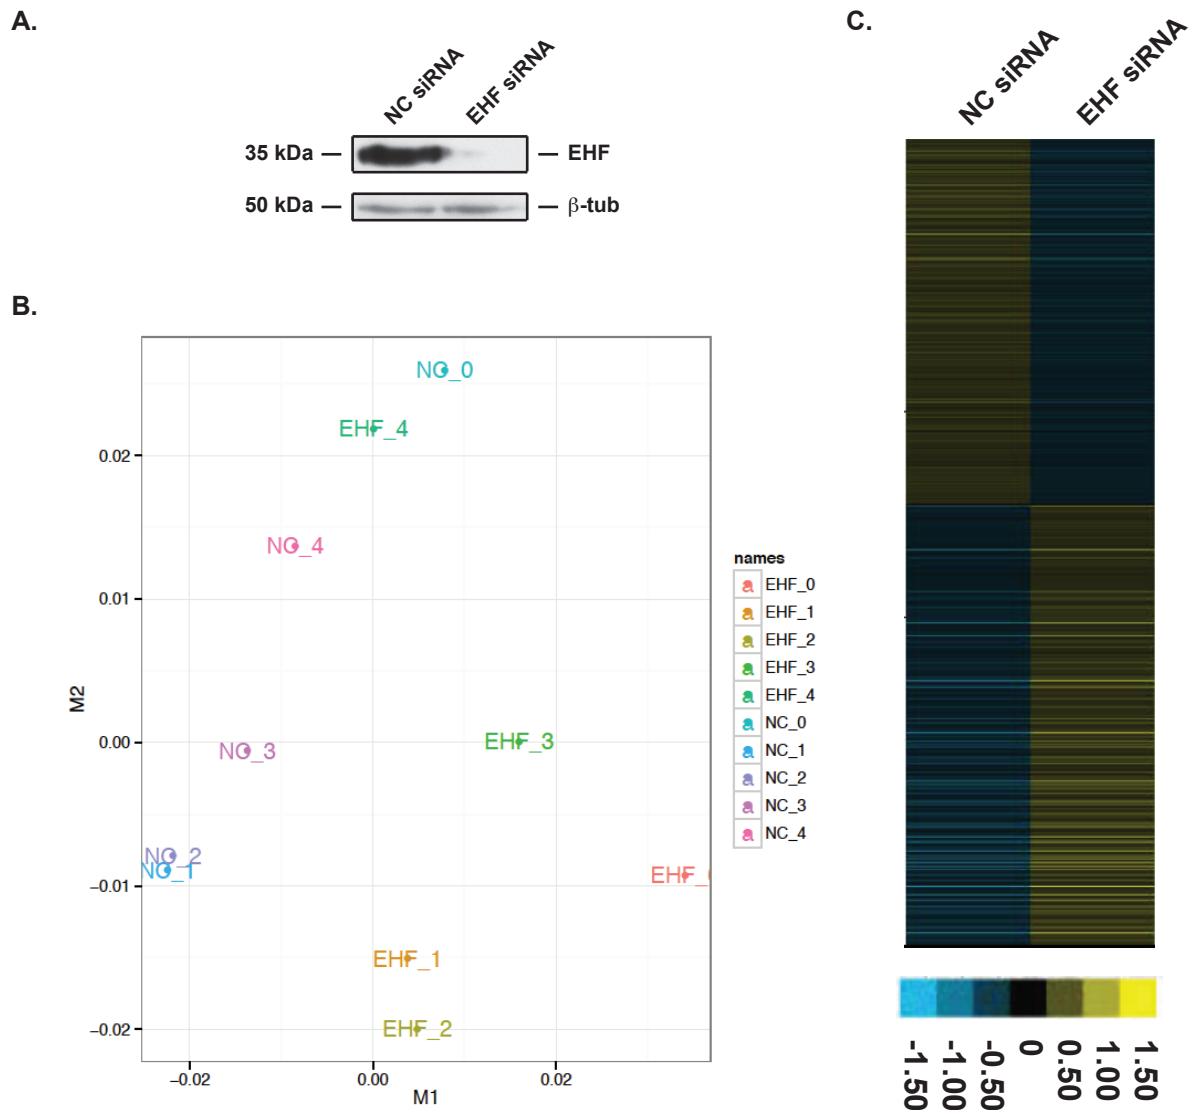 A.
NC siRNA
EHF siRNA
35 kDa
EHF
50 kDa
β-tub
B.
NC_0
EHF_4
NC_4
NC_3
EHF_3
NC_2
NC_1
EHF_
EHF_1
EHF_2
0.02
0.01
0.00
−0.01
−0.02
M2
−0.02
0.00
0.02
M1
names
a EHF_0
a EHF_1
a EHF_2
a EHF_3
a EHF_4
a NC_0
a NC_1
a NC_2
a NC_3
a NC_4
C.
NC siRNA
EHF siRNA
-1.50
-1.00
-0.50
0
0.50
1.00
1.50